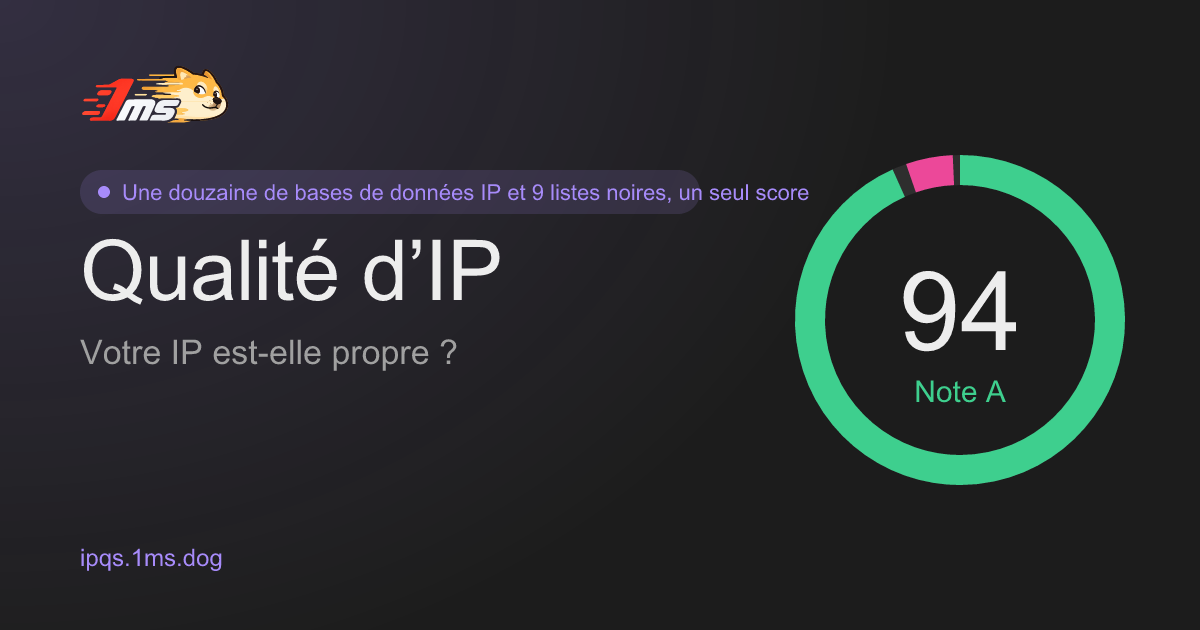 1ms
Une douzaine de bases de données IP et 9 listes noires, un seul score
Qualité d’IP
Votre IP est-elle propre ?
94
Note A
ipqs.1ms.dog